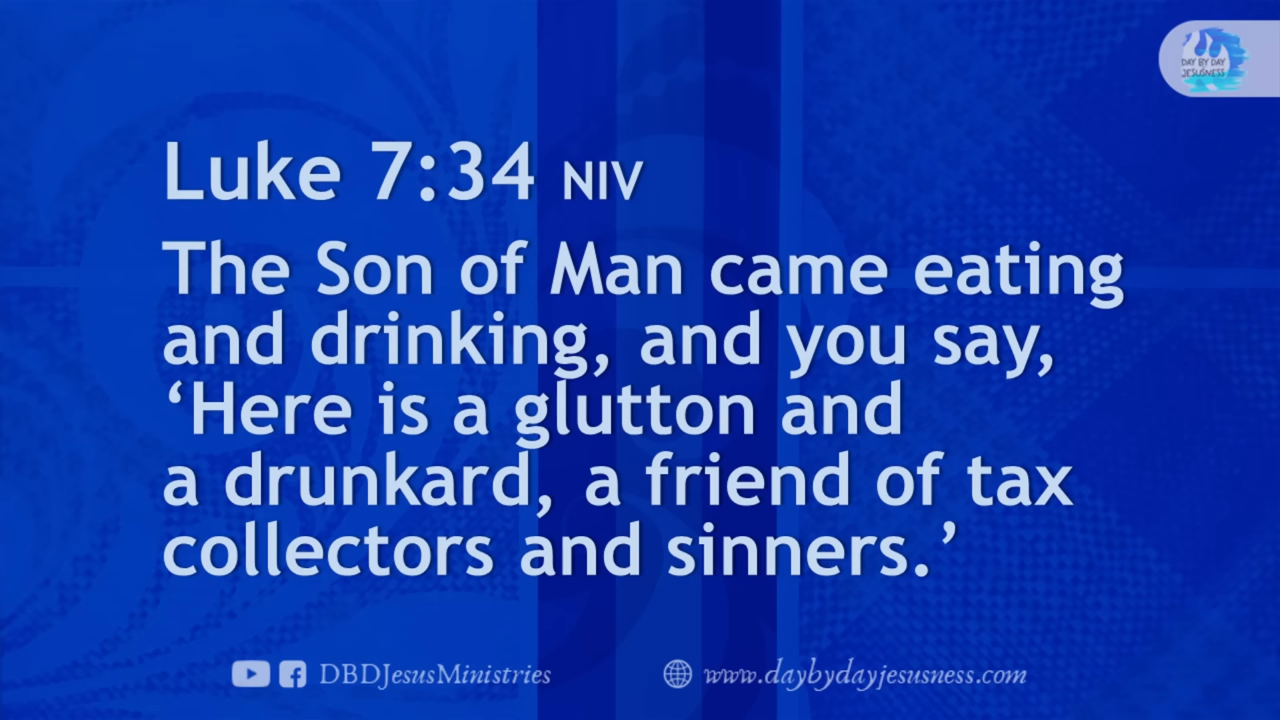 DAY BY DAY
JESUSNESS
Luke 7:34 NIV
The Son of Man came eating
and drinking, and you say,
‘Here is a glutton and
a drunkard, a friend of tax
collectors and sinners.’
DBDJesusMinistries
www.daybydayjesusness.com